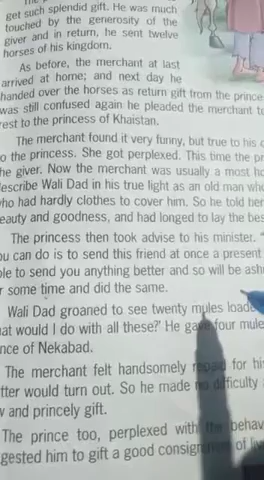 get such splendid gift. He was much
touched by the generosity of the
giver and in return, he sent twelve
horses of his kingdom.
As before, the merchant at last
arrived at home; and next day he
handed over the horses as return gift from the prince
was still confused again he pleaded the merchant to
rest to the princess of Khaistan.
The merchant found it very funny, but true to his
o the princess. She got perplexed. This time the
he giver. Now the merchant was usually a most
describe Wali Dad in his true light as an old man
who had hardly clothes to cover him. So he told her
eauty and goodness, and had longed to lay the
The princess then took advise to his minister.
ou can do is to send this friend at once a present
ble to send you anything better and so will be
r some time and did the same.
Wali Dad groaned to see twenty mules
at would I do with all these?' He gave four
nce of Nekabad.
The merchant felt handsomely for his
tter would turn out. So he made no difficulty
and princely gift.
The prince too, perplexed with the
gested him to gift a good of